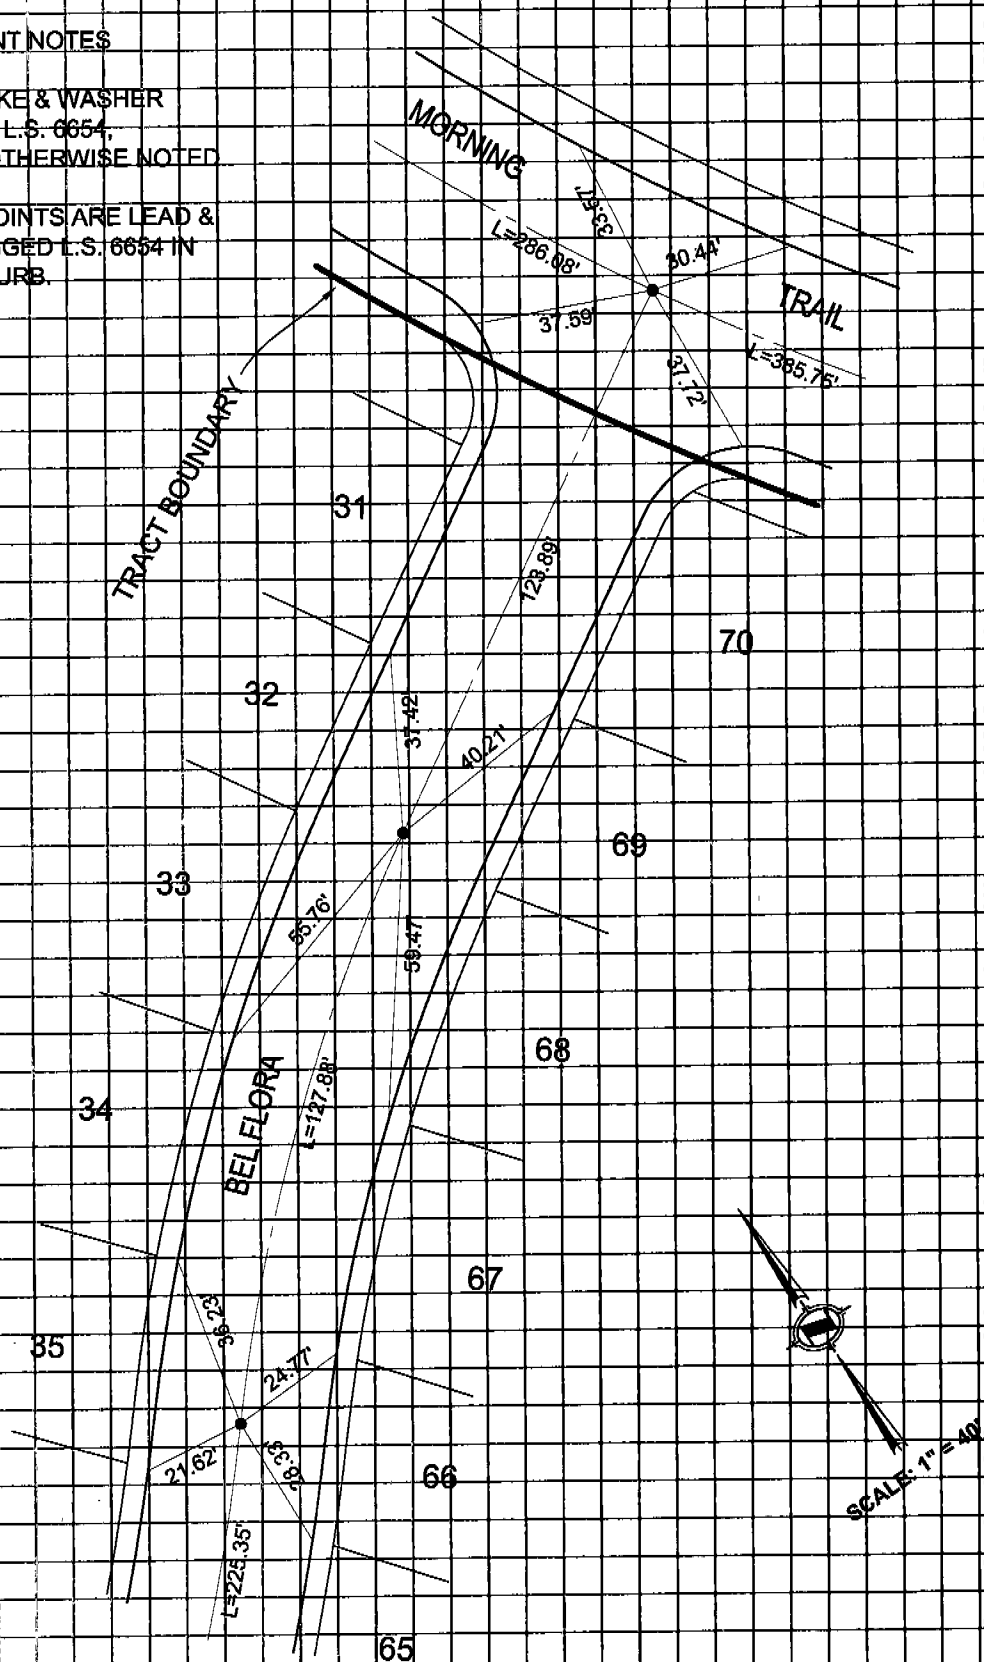 NT NOTES
KE & WASHER
L.S. 6654,
THERWISE NOTED
OINTS ARE LEAD &
GED L.S. 6654 IN
URB.
MORNING
TRAIL
33.67'
L=286.08'
30.44'
37.59'
L=385.75'
37.72'
TRACT BOUNDARY
31
123.89'
70
32
37.42'
40.21'
69
33
55.76'
59.47'
68
34
BEL FLORA
L=127.88'
67
35
36.23'
24.77'
21.62'
28.33'
66
L=225.35'
65
SCALE: 1" = 40'